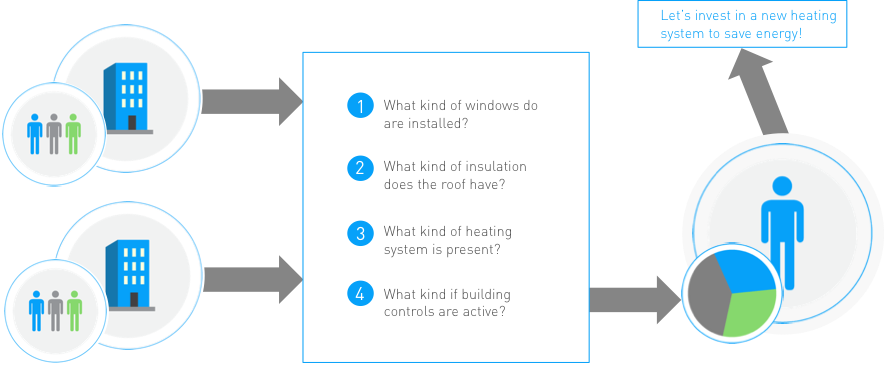 Let's invest in a new heating
system to save energy!
1 What kind of windows do
are installed?
2 What kind of insulation
does the roof have?
3 What kind of heating
system is present?
4 What kind if building
controls are active?